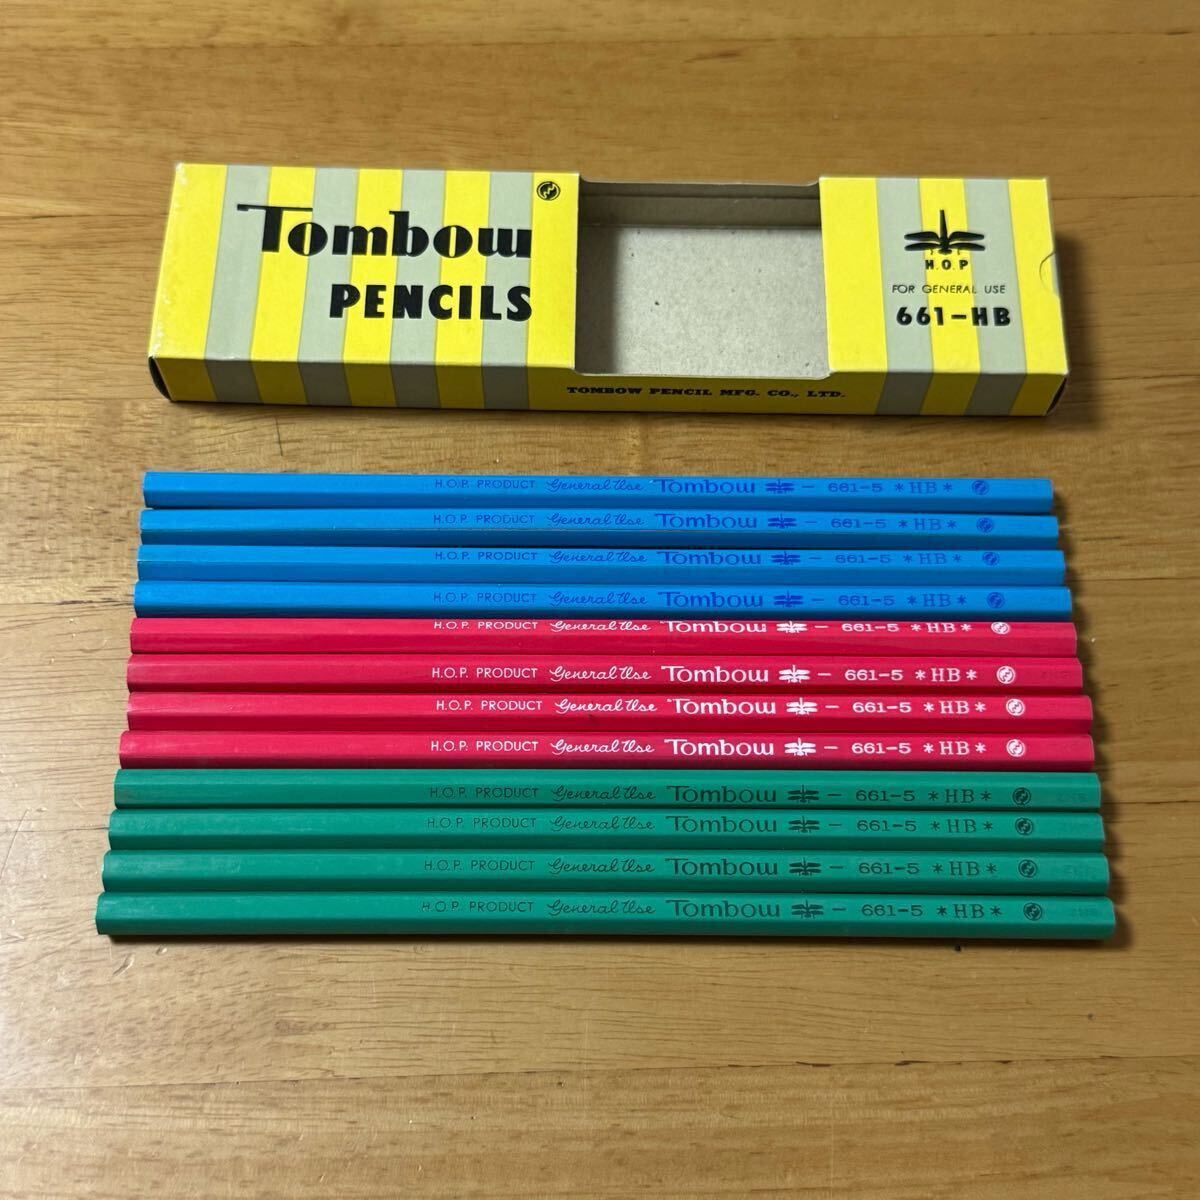 Tombow
PENCILS
H.O.P
FOR GENERAL USE
661-HB
TOMBOW PENCIL MFG. CO., LTD.
H.O.P. PRODUCT General Use Tombow - 661-5 *HB*
H.O.P. PRODUCT General Use Tombow - 661-5 *HB*
H.O.P. PRODUCT General Use Tombow - 661-5 *HB*
H.O.P. PRODUCT General Use Tombow - 661-5 *HB*
H.O.P. PRODUCT General Use Tombow - 661-5 *HB*
H.O.P. PRODUCT General Use Tombow - 661-5 *HB*
H.O.P. PRODUCT General Use Tombow - 661-5 *HB*
H.O.P. PRODUCT General Use Tombow - 661-5 *HB*
H.O.P. PRODUCT General Use Tombow - 661-5 *HB*
H.O.P. PRODUCT General Use Tombow - 661-5 *HB*
H.O.P. PRODUCT General Use Tombow - 661-5 *HB*
H.O.P. PRODUCT General Use Tombow - 661-5 *HB*